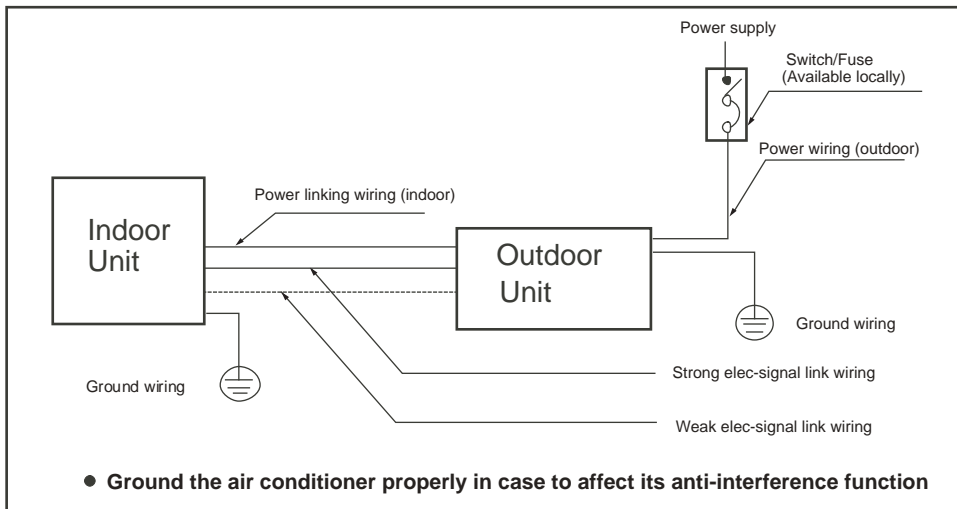 Power supply
Switch/Fuse
(Available locally)
Power wiring (outdoor)
Power linking wiring (indoor)
Indoor
Unit
Outdoor
Unit
Ground wiring
Ground wiring
Strong elec-signal link wiring
Weak elec-signal link wiring
● Ground the air conditioner properly in case to affect its anti-interference function